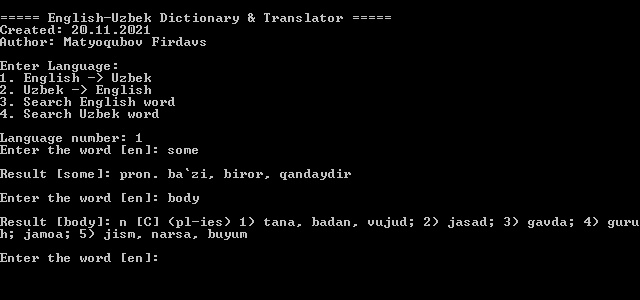 ===== English-Uzbek Dictionary & Translator =====
Created: 20.11.2021
Author: Matyoqubov Firdavs
Enter Language:
1. English -> Uzbek
2. Uzbek -> English
3. Search English word
4. Search Uzbek word
Language number: 1
Enter the word [en]: some
Result [some]: pron. ba`zi, biror, qandaydir
Enter the word [en]: body
Result [body]: n [C] (pl-ies) 1) tana, badan, vujud; 2) jasad; 3) gavda; 4) guru
h; jamoa; 5) jism, narsa, buyum
Enter the word [en]: